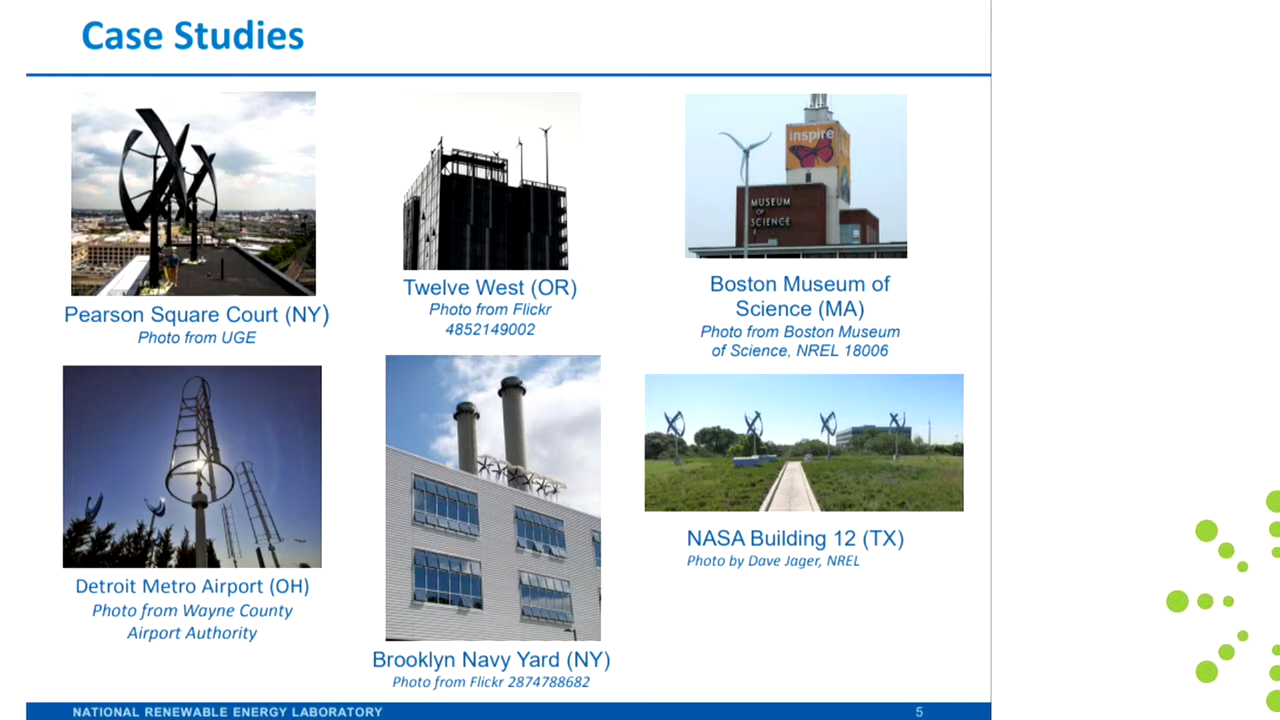 Case Studies
inspire
MUSEUM
OF
SCIENCE
Pearson Square Court (NY)
Photo from UGE
Twelve West (OR)
Photo from Flickr
4852149002
Boston Museum of
Science (MA)
Photo from Boston Museum
of Science, NREL 18006
Detroit Metro Airport (OH)
Photo from Wayne County
Airport Authority
Brooklyn Navy Yard (NY)
Photo from Flickr 2874788682
NASA Building 12 (TX)
Photo by Dave Jager, NREL
NATIONAL RENEWABLE ENERGY LABORATORY
5